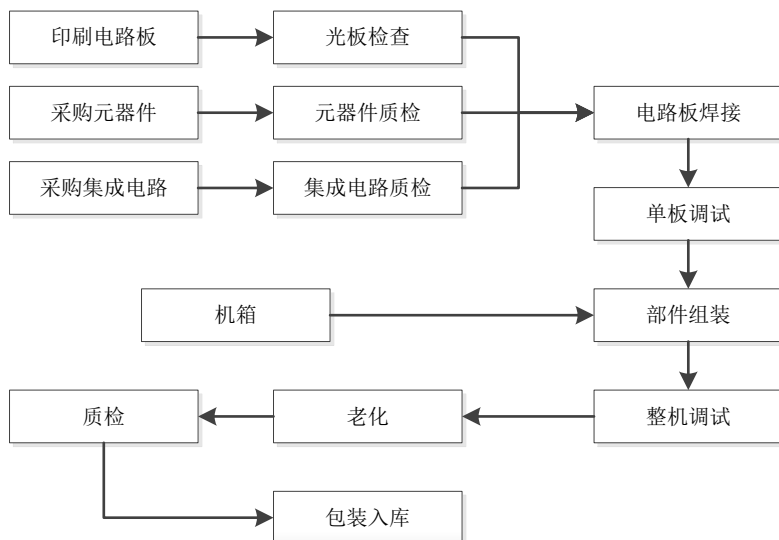 印刷电路板
光板检查
采购元器件
元器件质检
电路板焊接
采购集成电路
集成电路质检
单板调试
机箱
部件组装
质检
老化
整机调试
包装入库